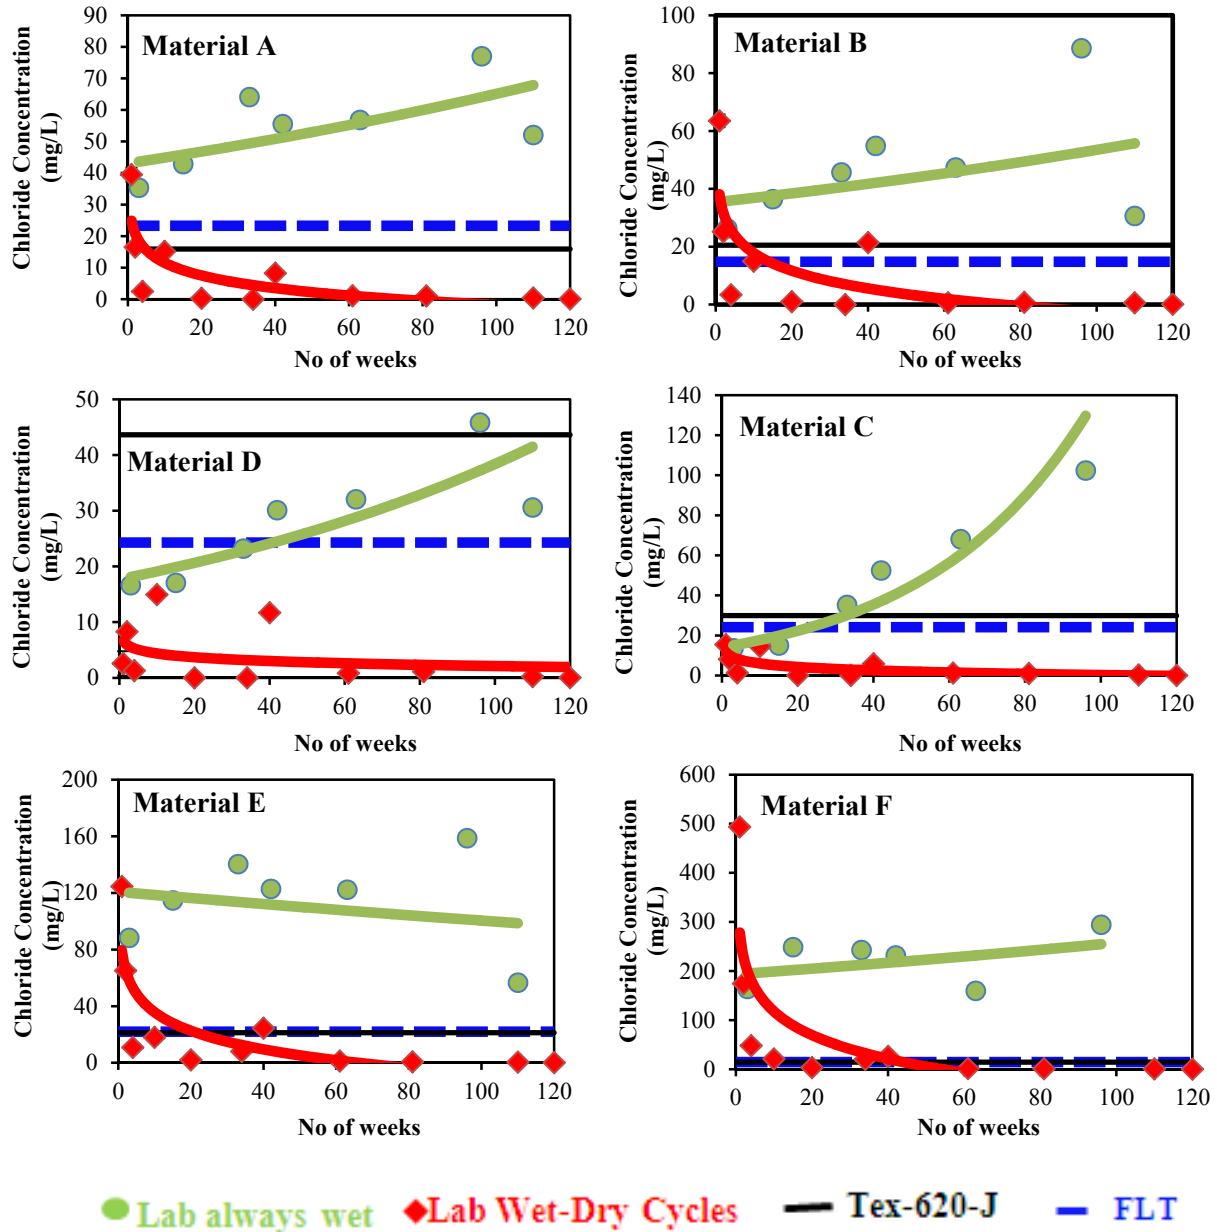 Material A
Chloride Concentration
(mg/L)
90
80
70
60
50
40
30
20
10
0
0 20 40 60 80 100 120
No of weeks
Material B
Chloride Concentration
(mg/L)
100
80
60
40
20
0
0 20 40 60 80 100 120
No of weeks
Material D
Chloride Concentration
(mg/L)
50
40
30
20
10
0
0 20 40 60 80 100 120
No of weeks
Material C
Chloride Concentration
(mg/L)
140
120
100
80
60
40
20
0
0 20 40 60 80 100 120
No of weeks
Material E
Chloride Concentration
(mg/L)
200
160
120
80
40
0
0 20 40 60 80 100 120
No of weeks
Material F
Chloride Concentration
(mg/L)
600
500
400
300
200
100
0
0 20 40 60 80 100 120
No of weeks
Lab always wet Lab Wet-Dry Cycles Tex-620-J FLT